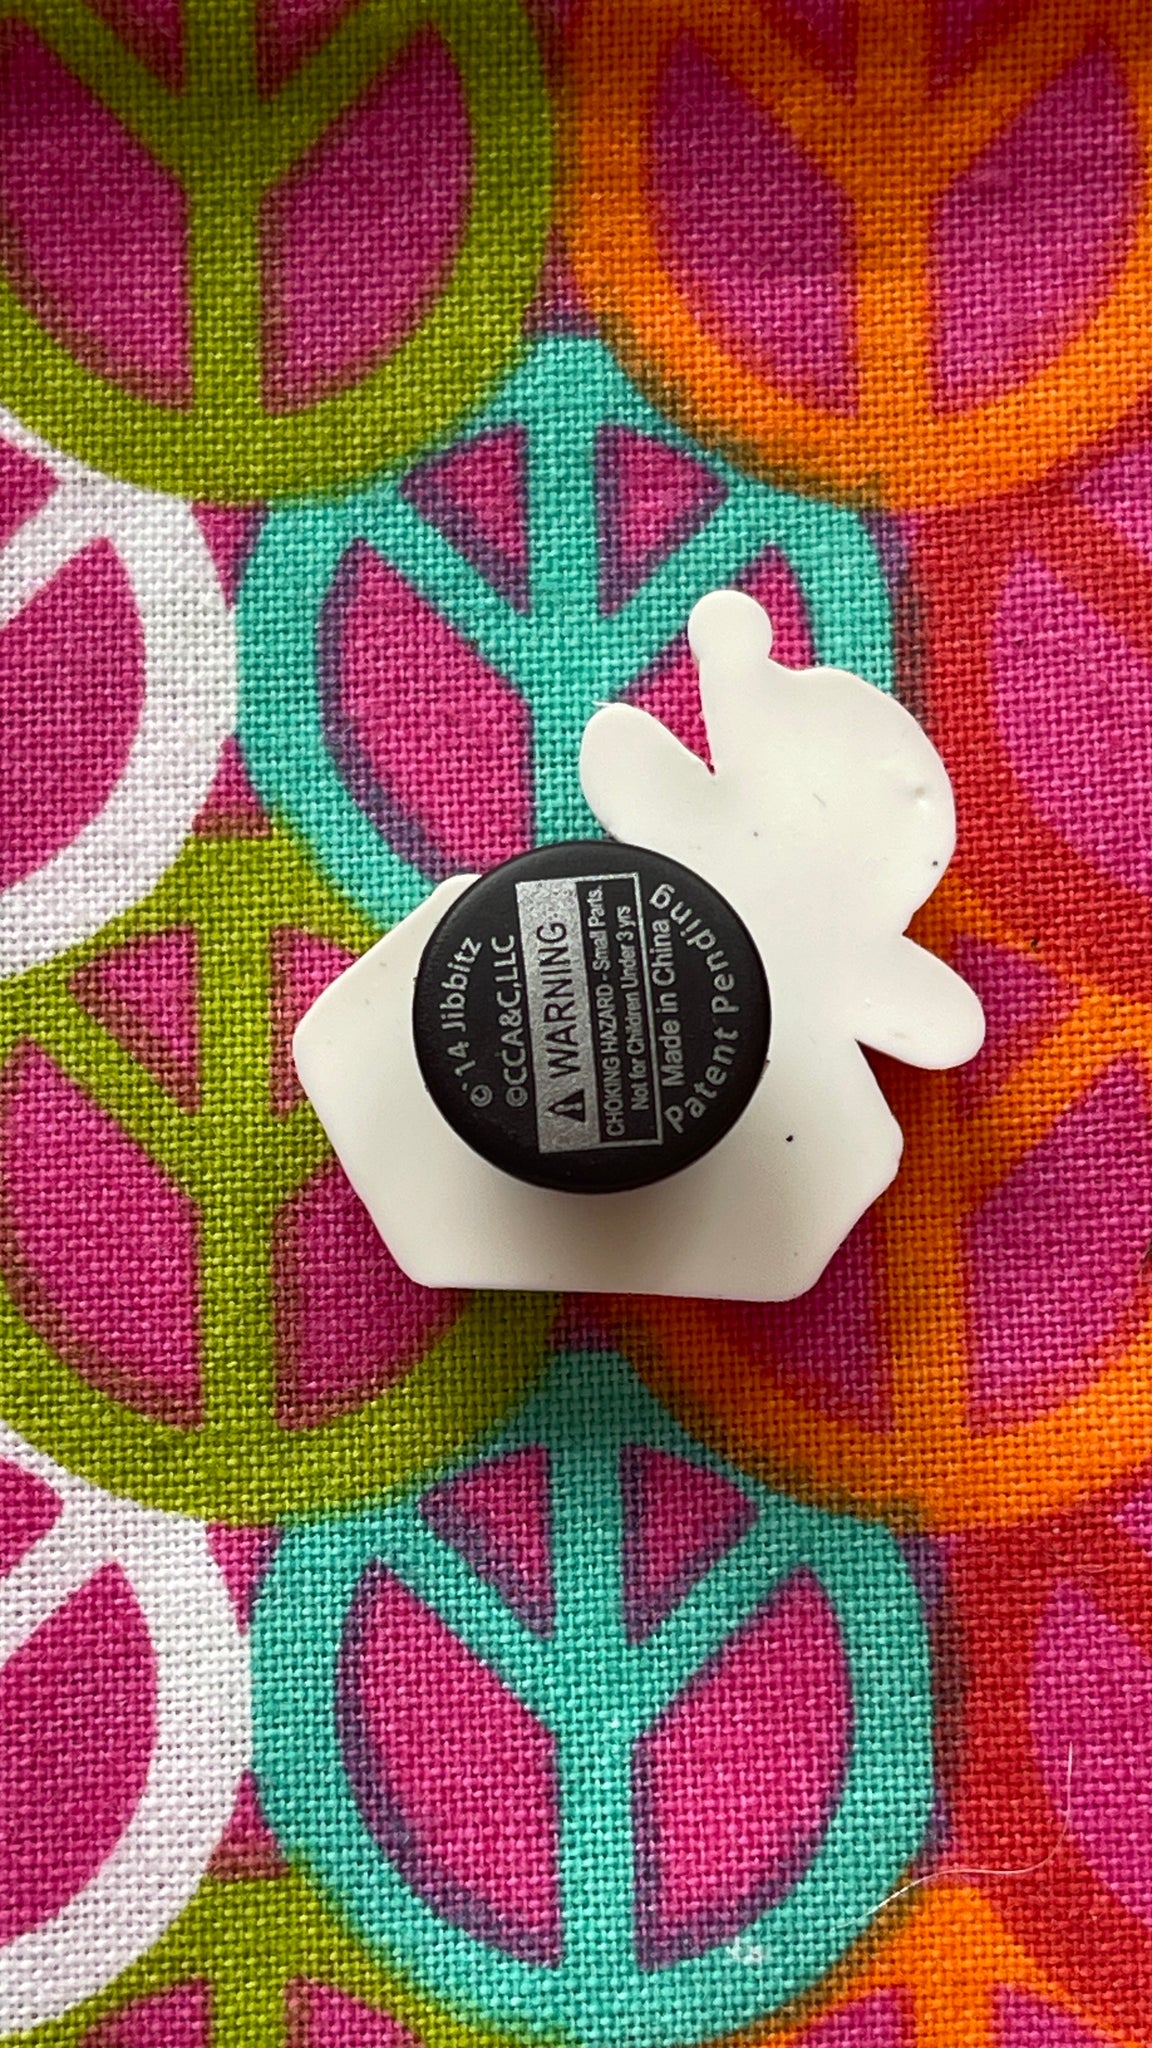 ©-14 Jibbitz
©CCA&C,LLC
⚠ WARNING
CHOKING HAZARD - Small Parts.
Not for Children Under 3 yrs
Made in China
Patent Pending